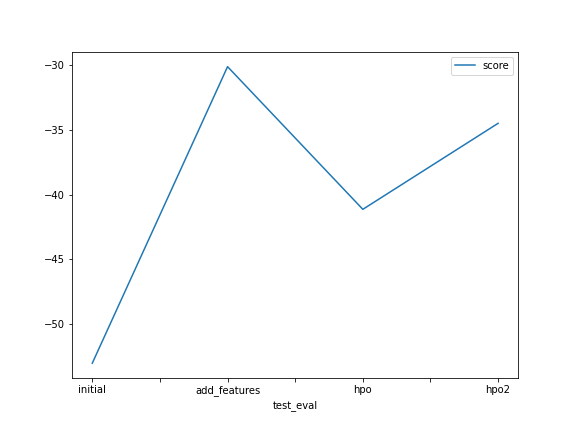 score
−30
−35
−40
−45
−50
initial
add_features
hpo
hpo2
test_eval